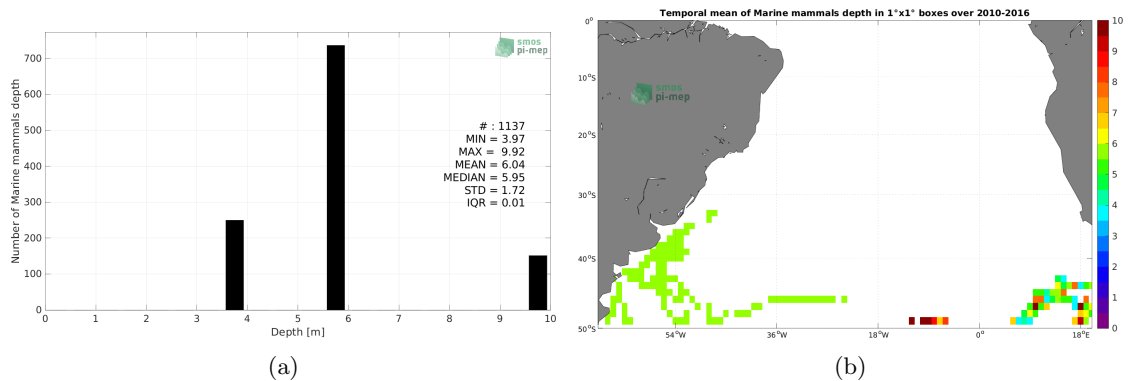 smos
pi-mep
Number of Marine mammals depth
700
600
500
400
300
200
100
0
# : 1137
MIN = 3.97
MAX = 9.92
MEAN = 6.04
MEDIAN = 5.95
STD = 1.72
IQR = 0.01
0 1 2 3 4 5 6 7 8 9 10
Depth [m]
(a)
Temporal mean of Marine mammals depth in 1°x1° boxes over 2010-2016
0°
10°S
20°S
30°S
40°S
50°S
smos
pi-mep
54°W 36°W 18°W 0° 18°E
10
9
8
7
6
5
4
3
2
1
0
(b)